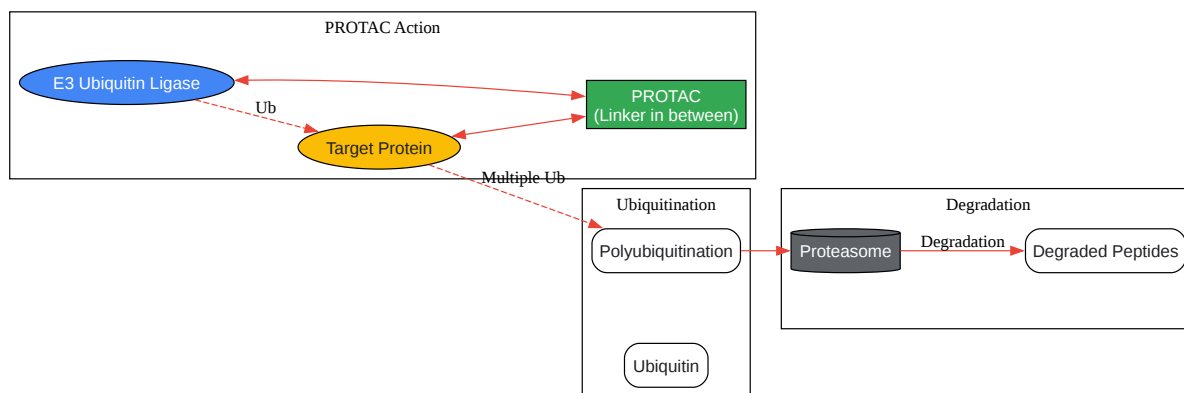 PROTAC Action
E3 Ubiquitin Ligase
PROTAC
(Linker in between)
Ub
Target Protein
Multiple Ub
Ubiquitination
Degradation
Polyubiquitination
Proteasome
Degradation
Degraded Peptides
Ubiquitin